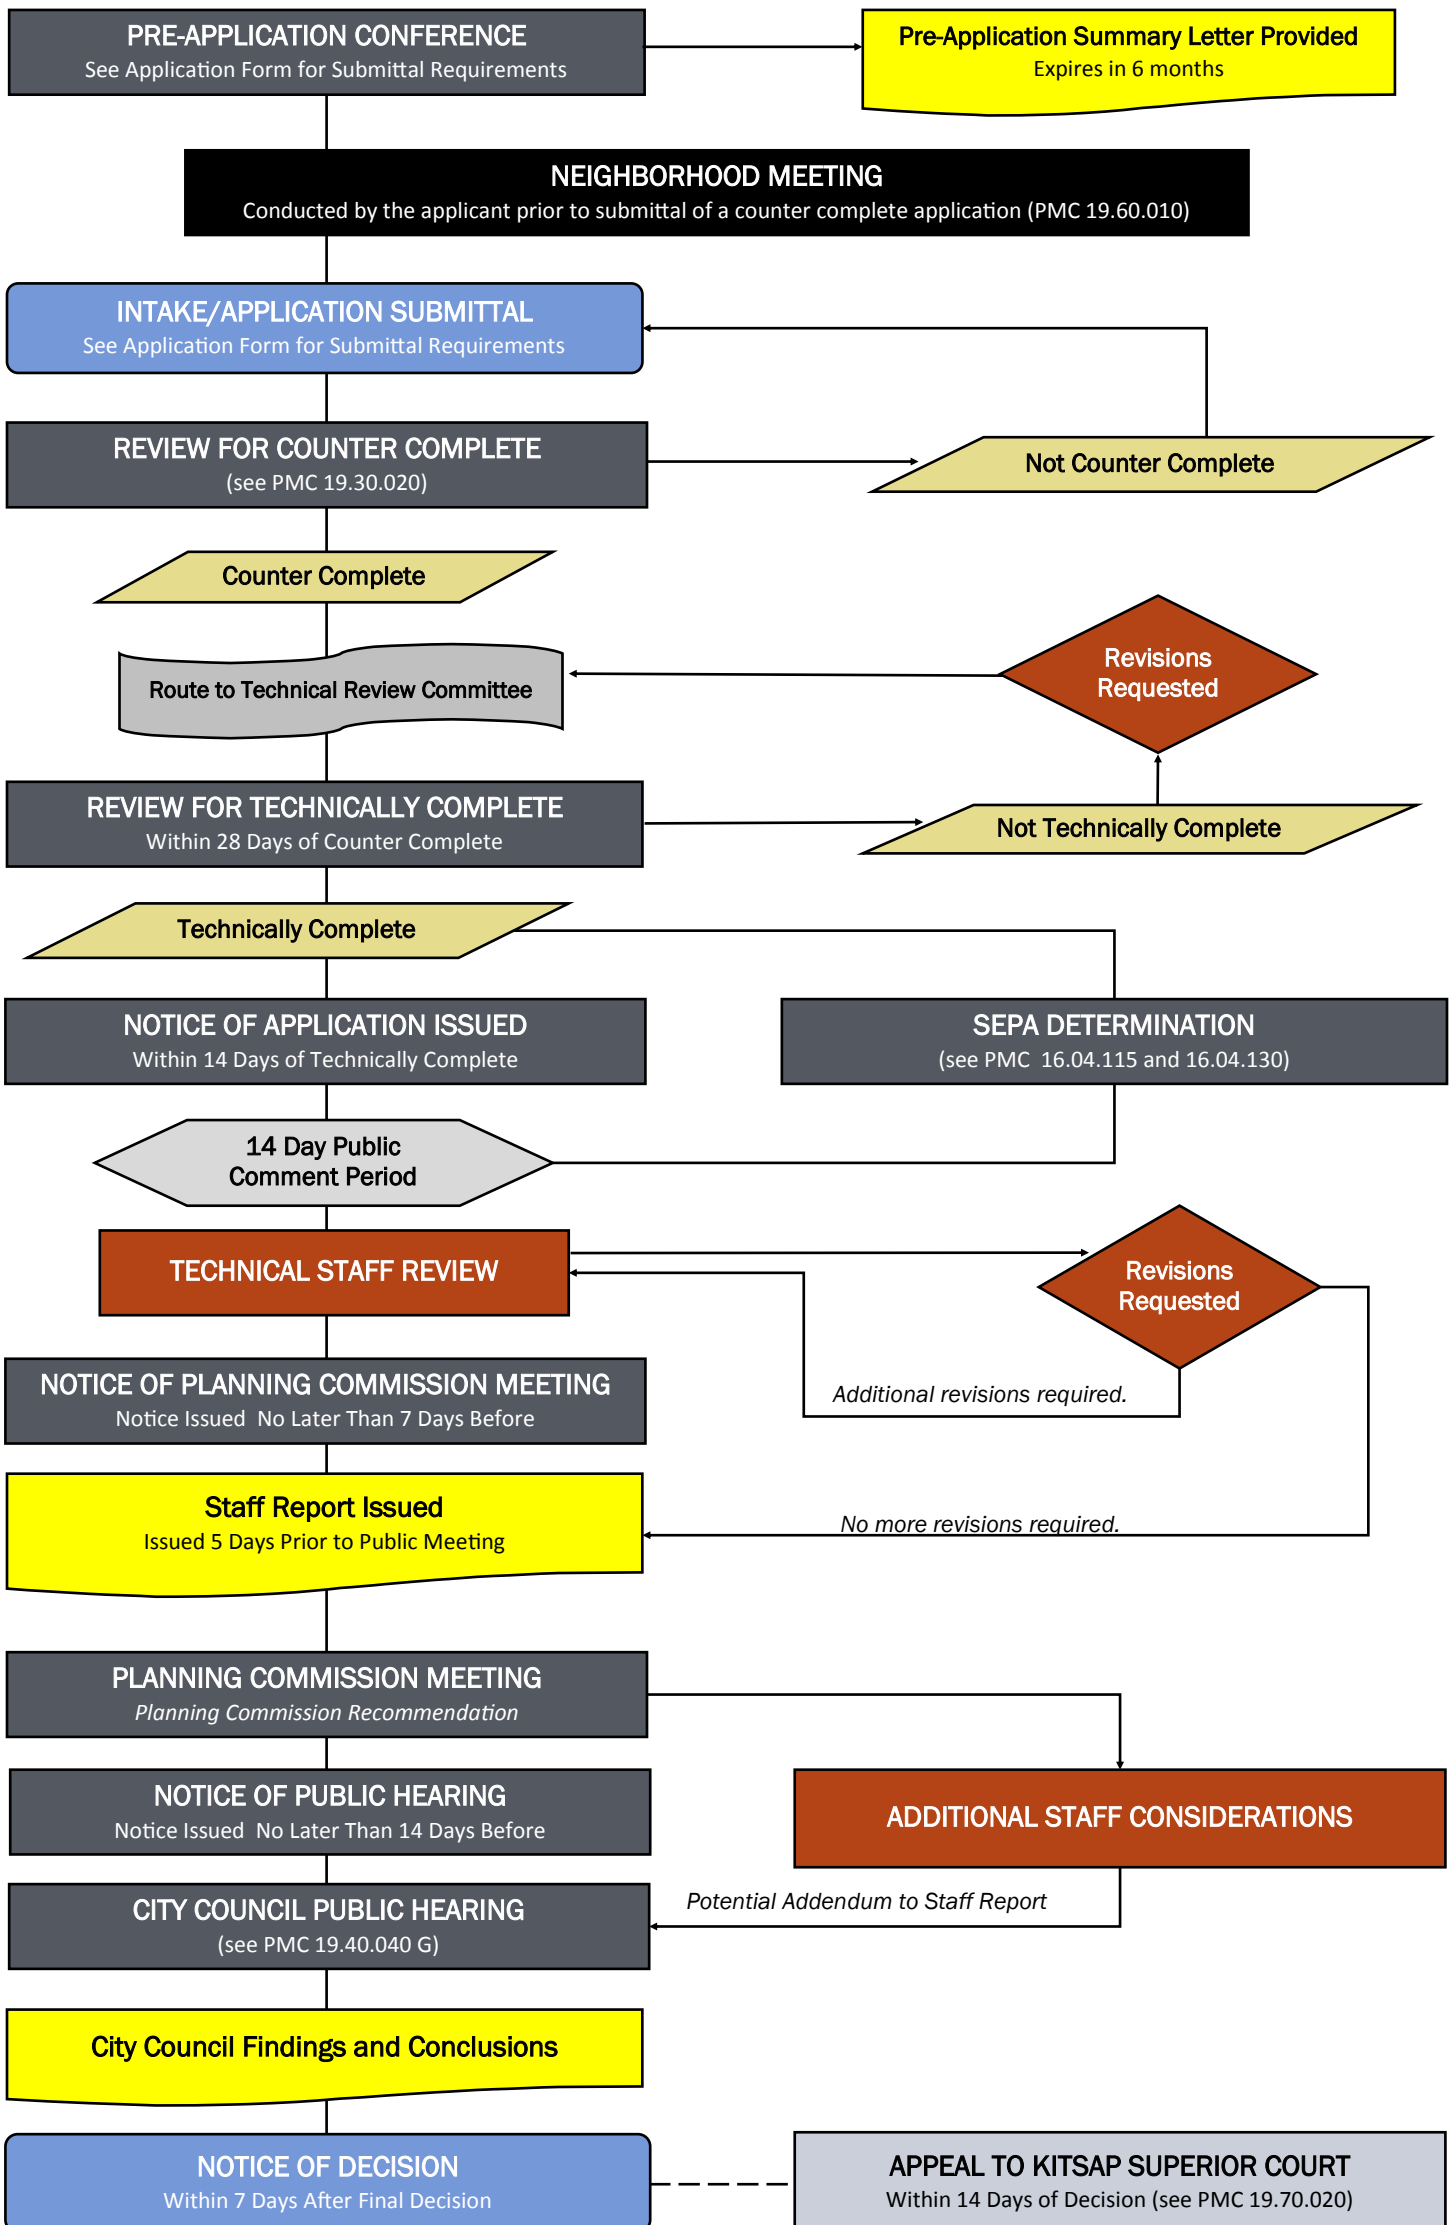 PRE-APPLICATION CONFERENCE
See Application Form for Submittal Requirements
Pre-Application Summary Letter Provided
Expires in 6 months
NEIGHBORHOOD MEETING
Conducted by the applicant prior to submittal of a counter complete application (PMC 19.60.010)
INTAKE/APPLICATION SUBMITTAL
See Application Form for Submittal Requirements
REVIEW FOR COUNTER COMPLETE
(see PMC 19.30.020)
Not Counter Complete
Counter Complete
Revisions
Requested
Route to Technical Review Committee
REVIEW FOR TECHNICALLY COMPLETE
Within 28 Days of Counter Complete
Not Technically Complete
Technically Complete
NOTICE OF APPLICATION ISSUED
Within 14 Days of Technically Complete
SEPA DETERMINATION
(see PMC  16.04.115 and 16.04.130)
14 Day Public
Comment Period
TECHNICAL STAFF REVIEW
Revisions
Requested
NOTICE OF PLANNING COMMISSION MEETING
Notice Issued  No Later Than 7 Days Before
Additional revisions required.
Staff Report Issued
Issued 5 Days Prior to Public Meeting
No more revisions required.
PLANNING COMMISSION MEETING
Planning Commission Recommendation
NOTICE OF PUBLIC HEARING
Notice Issued  No Later Than 14 Days Before
ADDITIONAL STAFF CONSIDERATIONS
CITY COUNCIL PUBLIC HEARING
(see PMC 19.40.040 G)
Potential Addendum to Staff Report
City Council Findings and Conclusions
NOTICE OF DECISION
Within 7 Days After Final Decision
APPEAL TO KITSAP SUPERIOR COURT
Within 14 Days of Decision (see PMC 19.70.020)